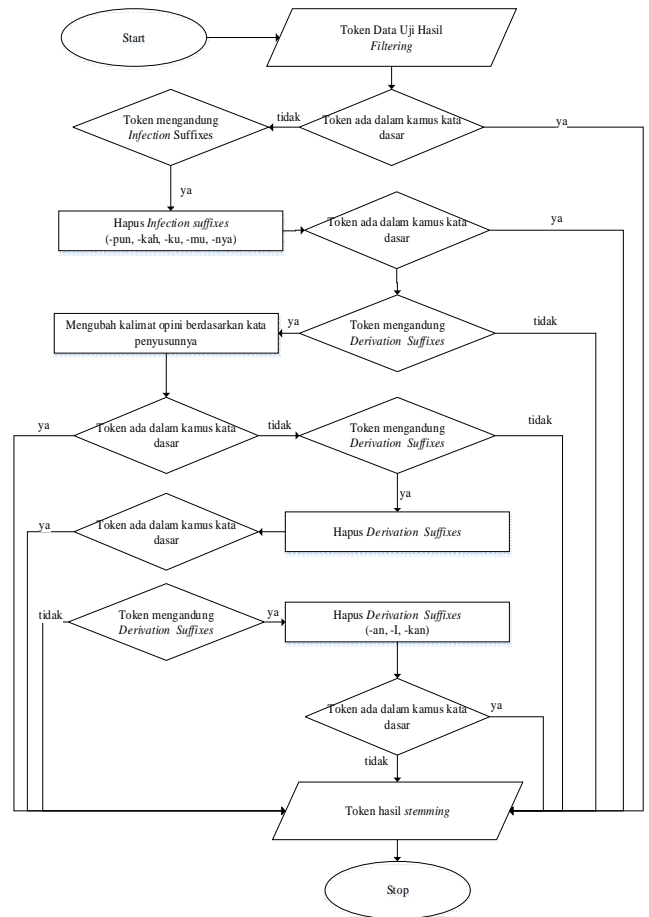 Start
Token Data Uji Hasil
Filtering
Token mengandung
Infection Suffixes
tidak
Token ada dalam kamus kata
dasar
ya
ya
Hapus Infection suffixes
(-pun, -kah, -ku, -mu, -nya)
Token ada dalam kamus kata
dasar
ya
Mengubah kalimat opini berdasarkan kata
penyusunnya
ya
Token mengandung
Derivation Suffixes
tidak
ya
Token ada dalam kamus kata
dasar
tidak
Token mengandung
Derivation Suffixes
tidak
ya
ya
Token ada dalam kamus kata
dasar
Hapus Derivation Suffixes
tidak
Token mengandung
Derivation Suffixes
ya
Hapus Derivation Suffixes
(-an, -I, -kan)
Token ada dalam kamus kata
dasar
ya
tidak
Token hasil stemming
Stop